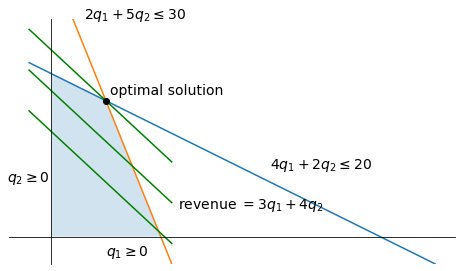 2q₁ + 5q₂ ≤ 30
optimal solution
4q₁ + 2q₂ ≤ 20
q₂ ≥ 0
revenue = 3q₁ + 4q₂
q₁ ≥ 0